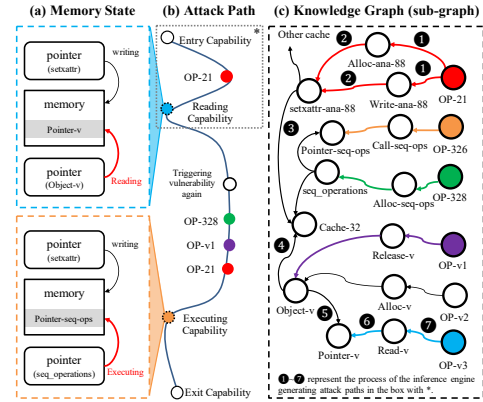 (a) Memory State
pointer
(setxattr)
writing
memory
Pointer-v
pointer
(Object-v)
Reading
pointer
(setxattr)
writing
memory
Pointer-seq-ops
pointer
(seq_operations)
Executing
(b) Attack Path
*
Entry Capability
OP-21
Reading
Capability
Triggering
vulnerability
again
OP-328
OP-v1
OP-21
Executing
Capability
Exit Capability
(c) Knowledge Graph (sub-graph)
Other cache
2
1
Alloc-ana-88
2
1
OP-21
setxattr-ana-88
Write-ana-88
3
Call-seq-ops
Pointer-seq-ops
OP-326
seq_operations
Alloc-seq-ops
OP-328
Cache-32
4
Release-v
OP-v1
Object-v
Alloc-v
OP-v2
5
6
7
Pointer-v
Read-v
OP-v3
1–7 represent the process of the inference engine
generating attack paths in the box with *.